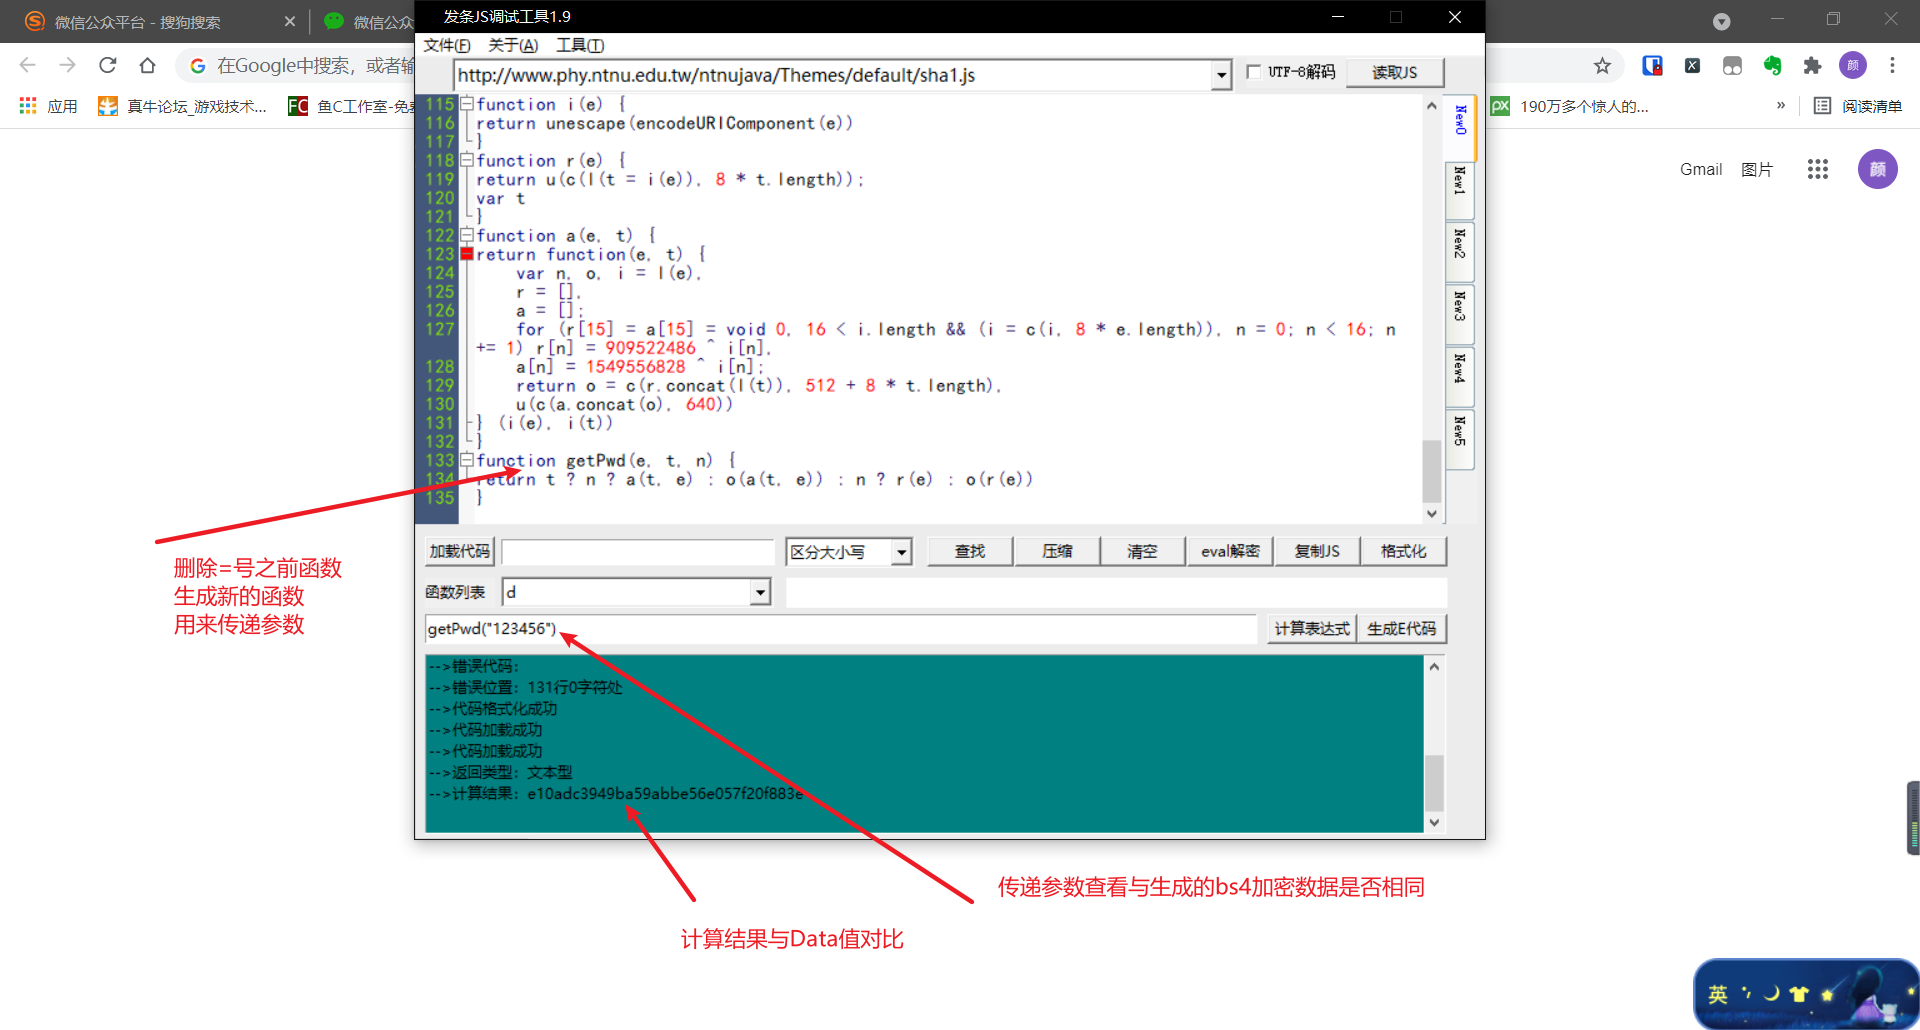 微信公众平台 - 搜狗搜索
微信公众
发条JS调试工具1.9
在Google中搜索，或者输
应用
真牛论坛_游戏技术...
FC
鱼C工作室-免费
px
190万多个惊人的...
»
阅读清单
颜
Gmail
图片
颜
文件(F) 关于(A) 工具(T)
http://www.phy.ntnu.edu.tw/ntnujava/Themes/default/sha1.js
UTF-8解码
读取JS
115 function i(e) {
116 return unescape(encodeURIComponent(e))
117 }
118 function r(e) {
119 return u(c(l(t = i(e)), 8 * t.length));
120 var t
121 }
122 function a(e, t) {
123 return function(e, t) {
124 var n, o, i = l(e),
125 r = [],
126 a = [];
127 for (r[15] = a[15] = void 0, 16 < i.length && (i = c(i, 8 * e.length)), n = 0; n < 16; n
+= 1) r[n] = 909522486 ^ i[n],
128 a[n] = 1549556828 ^ i[n];
129 return o = c(r.concat(l(t)), 512 + 8 * t.length),
130 u(c(a.concat(o), 640))
131 } (i(e), i(t))
132 }
133 function getPwd(e, t, n) {
134 return t ? n ? a(t, e) : o(a(t, e)) : n ? r(e) : o(r(e))
135 }
New0
New1
New2
New3
New4
New5
加载代码
区分大小写
查找
压缩
清空
eval解密
复制JS
格式化
函数列表
d
getPwd("123456")
计算表达式
生成E代码
-->错误代码:
-->错误位置: 131行0字符处
-->代码格式化成功
-->代码加载成功
-->代码加载成功
-->返回类型: 文本型
-->计算结果: e10adc3949ba59abbe56e057f20f883e
删除=号之前函数
生成新的函数
用来传递参数
传递参数查看与生成的bs4加密数据是否相同
计算结果与Data值对比
英